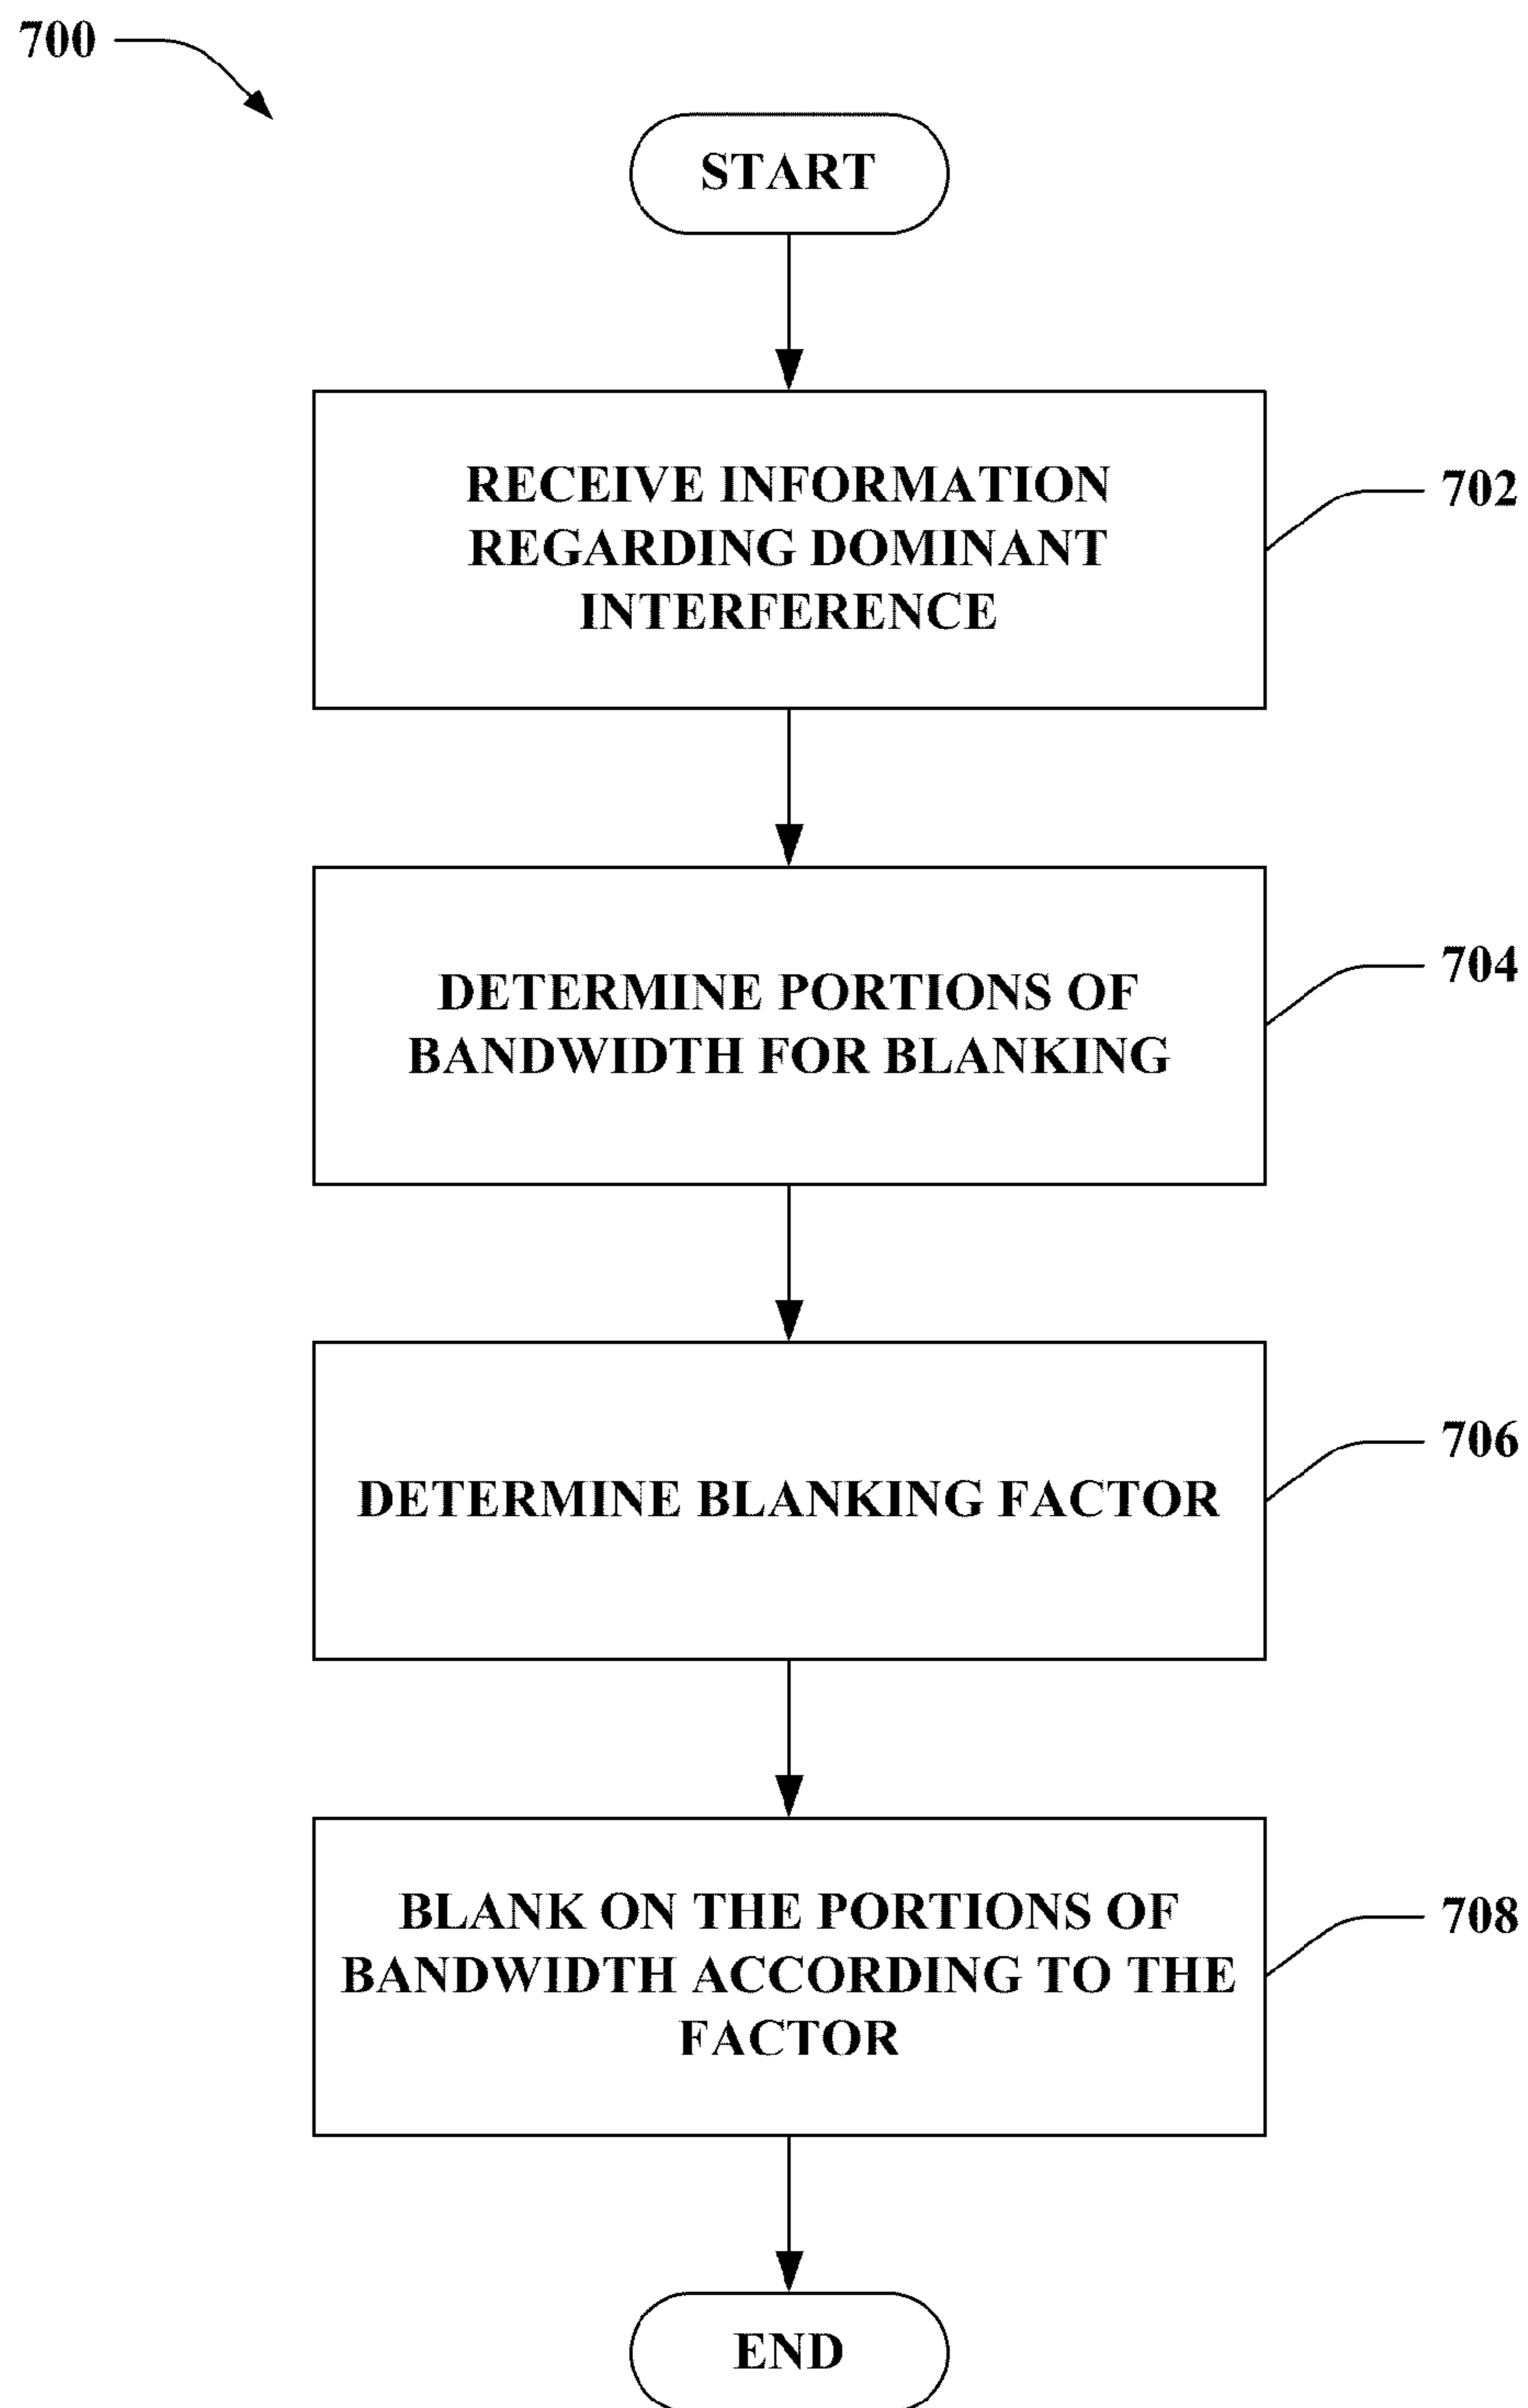 700
START
RECEIVE INFORMATION
REGARDING DOMINANT
INTERFERENCE
702
DETERMINE PORTIONS OF
BANDWIDTH FOR BLANKING
704
DETERMINE BLANKING FACTOR
706
BLANK ON THE PORTIONS OF
BANDWIDTH ACCORDING TO THE
FACTOR
708
END